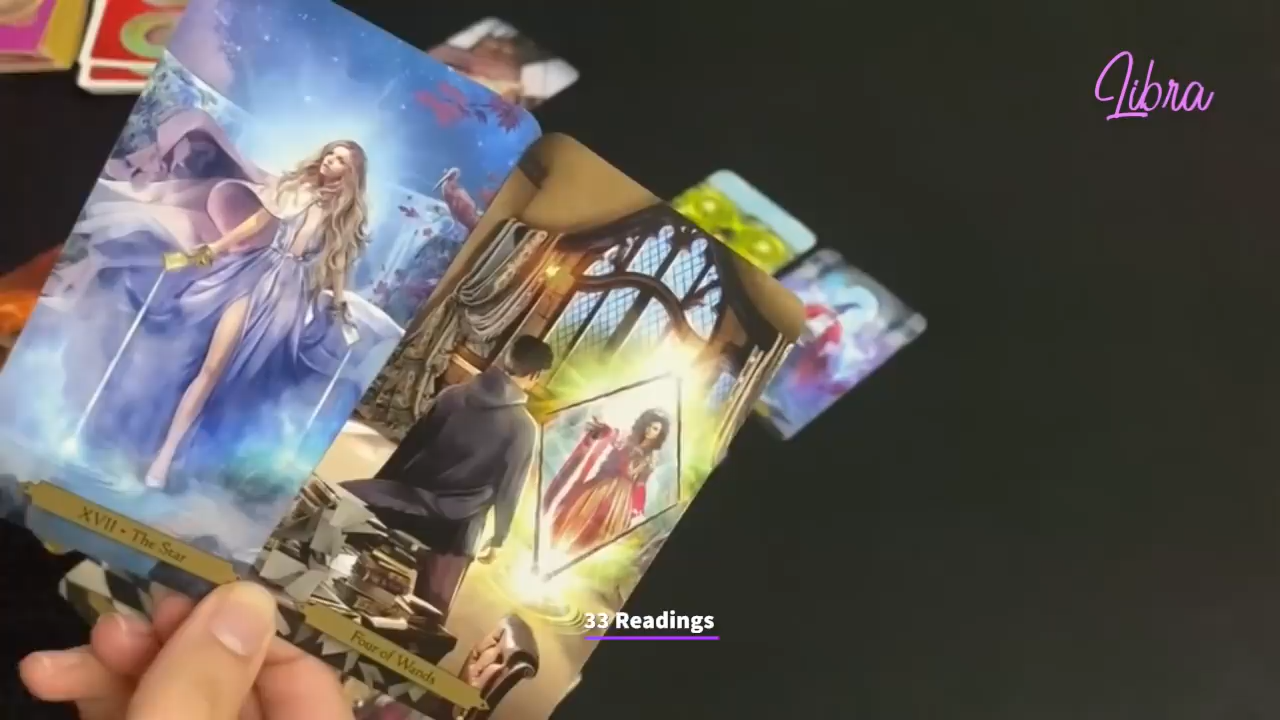 Libra
XVII • The Star
Four of Wands
33 Readings